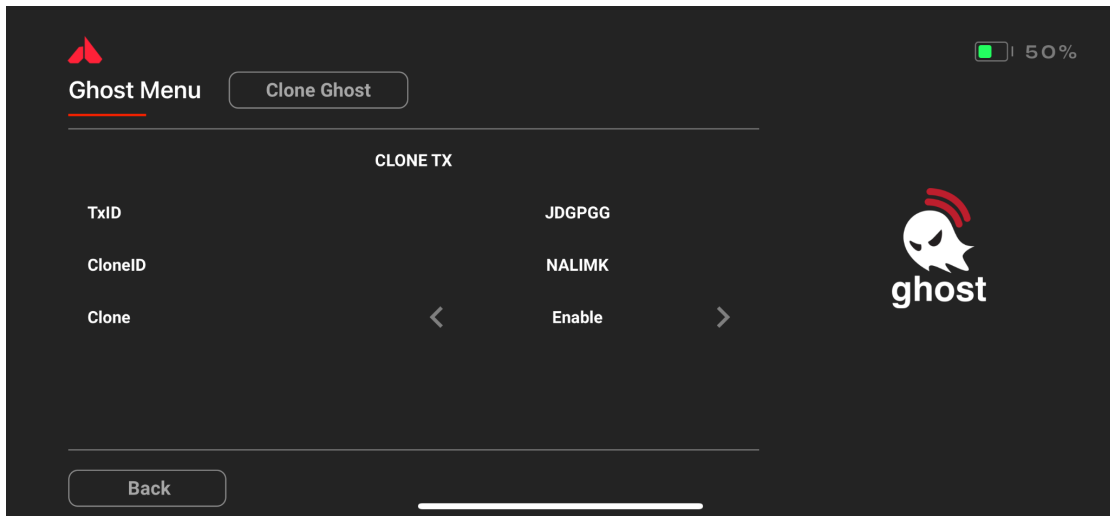 50%
Ghost Menu Clone Ghost
CLONE TX
TxID JDGPGG
CloneID NALIMK
Clone Enable
ghost
Back